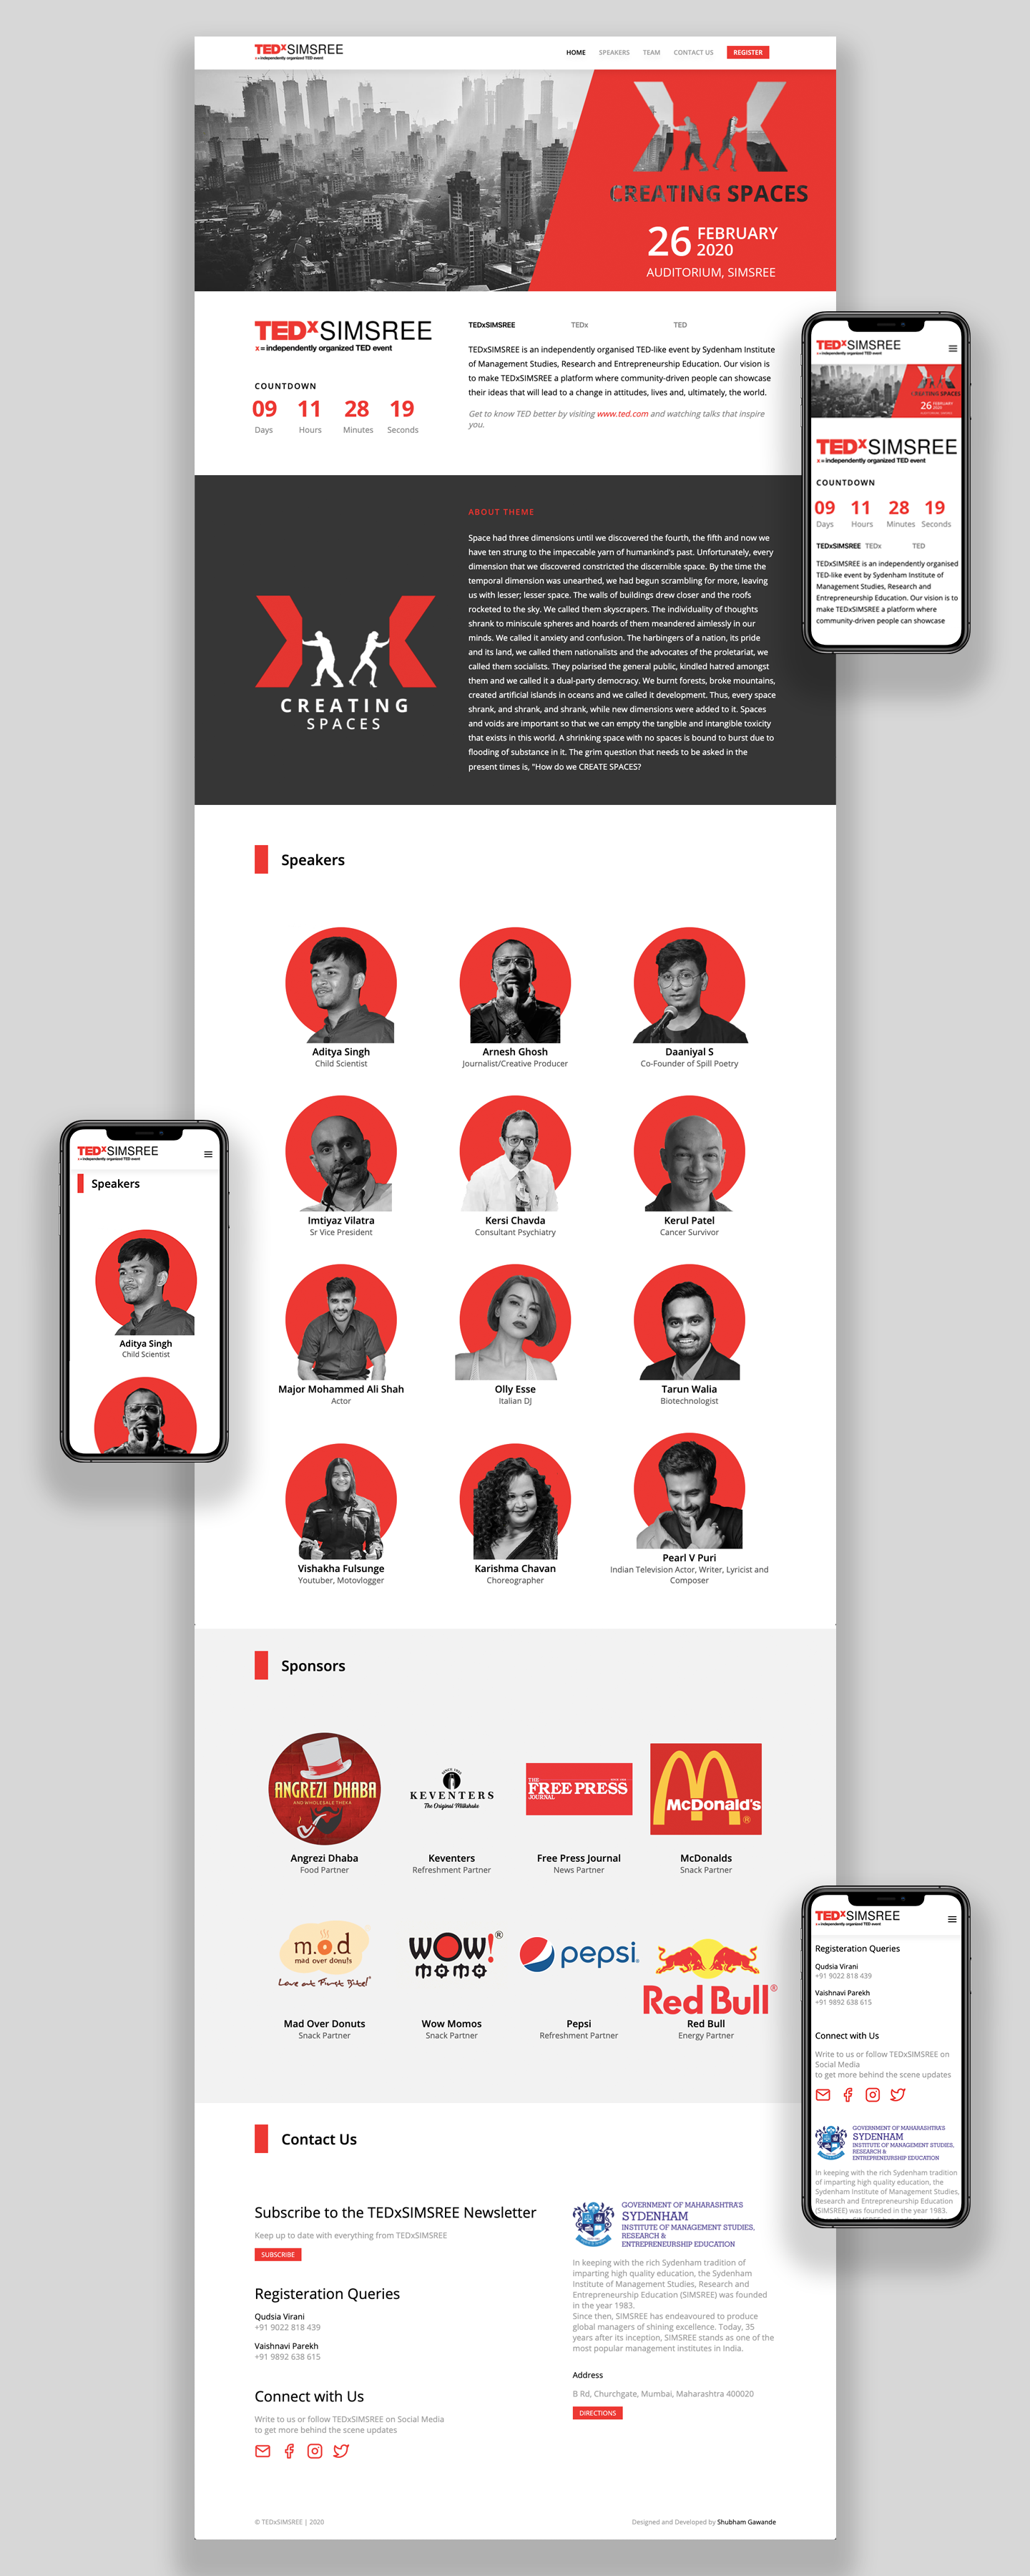 TEDxSIMSREE
x = independently organized TED event
HOME SPEAKERS TEAM CONTACT US REGISTER
CREATING SPACES
26 FEBRUARY
2020
AUDITORIUM, SIMSREE
TEDxSIMSREE
x = independently organized TED event
COUNTDOWN
09 11 28 19
Days Hours Minutes Seconds
TEDxSIMSREE TEDx TED
TEDxSIMSREE is an independently organised TED-like event by Sydenham Institute
of Management Studies, Research and Entrepreneurship Education. Our vision is
to make TEDxSIMSREE a platform where community-driven people can showcase
their ideas that will lead to a change in attitudes, lives and, ultimately, the world.
Get to know TED better by visiting www.ted.com and watching talks that inspire
you.
TEDxSIMSREE
x = independently organized TED event
26 FEBRUARY
2020
TEDxSIMSREE
x = independently organized TED event
COUNTDOWN
09 11 28 19
Days Hours Minutes Seconds
TEDxSIMSREE TEDx TED
TEDxSIMSREE is an independently organised
TED-like event by Sydenham Institute of
Management Studies, Research and
Entrepreneurship Education. Our vision is to
make TEDxSIMSREE a platform where
community-driven people can showcase
CREATING
SPACES
ABOUT THEME
Space had three dimensions until we discovered the fourth, the fifth and now we
have ten strung to the impeccable yarn of humankind's past. Unfortunately, every
dimension that we discovered constricted the discernible space. By the time the
temporal dimension was unearthed, we had begun scrambling for more, leaving
us with lesser; lesser space. The walls of buildings drew closer and the roofs
rocketed to the sky. We called them skyscrapers. The individuality of thoughts
shrank to miniscule spheres and hoards of them meandered aimlessly in our
minds. We called it anxiety and confusion. The harbingers of a nation, its pride
and its land, we called them nationalists and the advocates of the proletariat, we
called them socialists. They polarised the general public, kindled hatred amongst
them and we called it a dual-party democracy. We burnt forests, broke mountains,
created artificial islands in oceans and we called it development. Thus, every space
shrank, and shrank, and shrank, while new dimensions were added to it. Spaces
and voids are important so that we can empty the tangible and intangible toxicity
that exists in this world. A shrinking space with no spaces is bound to burst due to
flooding of substance in it. The grim question that needs to be asked in the
present times is, "How do we CREATE SPACES?
Speakers
Aditya Singh
Child Scientist
Arnesh Ghosh
Journalist/Creative Producer
Daaniyal S
Co-Founder of Spill Poetry
Imtiyaz Vilatra
Sr Vice President
Kersi Chavda
Consultant Psychiatry
Kerul Patel
Cancer Survivor
Major Mohammed Ali Shah
Actor
Olly Esse
Italian DJ
Tarun Walia
Biotechnologist
Vishakha Fulsunge
Youtuber, Motovlogger
Karishma Chavan
Choreographer
Pearl V Puri
Indian Television Actor, Writer, Lyricist and
Composer
TEDxSIMSREE
x = independently organized TED event
Speakers
Aditya Singh
Child Scientist
Sponsors
ANGREZI DHABA
AND WHOLESALE THEKA
Angrezi Dhaba
Food Partner
KEVENTERS
The Original Milkshake
Keventers
Refreshment Partner
THE
FREE PRESS
JOURNAL
Free Press Journal
News Partner
McDonald's
®
McDonalds
Snack Partner
m.o.d
mad over donuts
Love at First Bite!
Mad Over Donuts
Snack Partner
WOW!®
momo
Wow Momos
Snack Partner
pepsi
Pepsi
Refreshment Partner
Red Bull®
Red Bull
Energy Partner
TEDxSIMSREE
x = independently organized TED event
Registeration Queries
Qudsia Virani
+91 9022 818 439
Vaishnavi Parekh
+91 9892 638 615
Connect with Us
Write to us or follow TEDxSIMSREE on
Social Media
to get more behind the scene updates
GOVERNMENT OF MAHARASHTRA'S
SYDENHAM
INSTITUTE OF MANAGEMENT STUDIES,
RESEARCH &
ENTREPRENEURSHIP EDUCATION
In keeping with the rich Sydenham tradition
of imparting high quality education, the
Sydenham Institute of Management Studies,
Research and Entrepreneurship Education
(SIMSREE) was founded in the year 1983.
Contact Us
Subscribe to the TEDxSIMSREE Newsletter
Keep up to date with everything from TEDxSIMSREE
SUBSCRIBE
Registeration Queries
Qudsia Virani
+91 9022 818 439
Vaishnavi Parekh
+91 9892 638 615
Connect with Us
Write to us or follow TEDxSIMSREE on Social Media
to get more behind the scene updates
GOVERNMENT OF MAHARASHTRA'S
SYDENHAM
INSTITUTE OF MANAGEMENT STUDIES,
RESEARCH &
ENTREPRENEURSHIP EDUCATION
In keeping with the rich Sydenham tradition of
imparting high quality education, the Sydenham
Institute of Management Studies, Research and
Entrepreneurship Education (SIMSREE) was founded
in the year 1983.
Since then, SIMSREE has endeavoured to produce
global managers of shining excellence. Today, 35
years after its inception, SIMSREE stands as one of the
most popular management institutes in India.
Address
B Rd, Churchgate, Mumbai, Maharashtra 400020
DIRECTIONS
© TEDxSIMSREE | 2020
Designed and Developed by Shubham Gawande